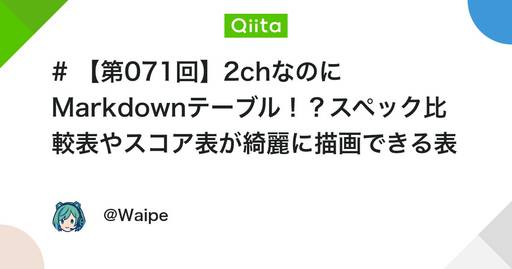 Qiita
# 【第071回】2chなのに
Markdownテーブル！？スペック比
較表やスコア表が綺麗に描画できる表
@Waipe